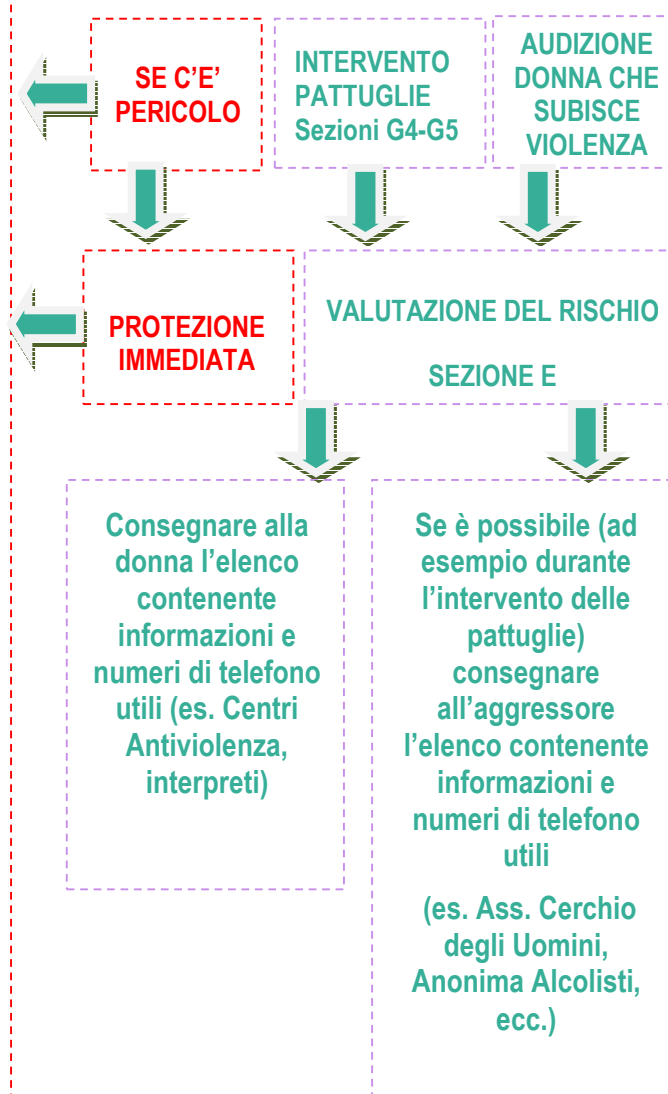 SE C'E'
PERICOLO
INTERVENTO
PATTUGLIE
Sezioni G4-G5
AUDIZIONE
DONNA CHE
SUBISCE
VIOLENZA
PROTEZIONE
IMMEDIATA
VALUTAZIONE DEL RISCHIO
SEZIONE E
Consegnare alla
donna l'elenco
contenente
informazioni e
numeri di telefono
utili (es. Centri
Antiviolenza,
interpreti)
Se è possibile (ad
esempio durante
l'intervento delle
pattuglie)
consegnare
all'aggressore
l'elenco contenente
informazioni e
numeri di telefono
utili
(es. Ass. Cerchio
degli Uomini,
Anonima Alcolisti,
ecc.)